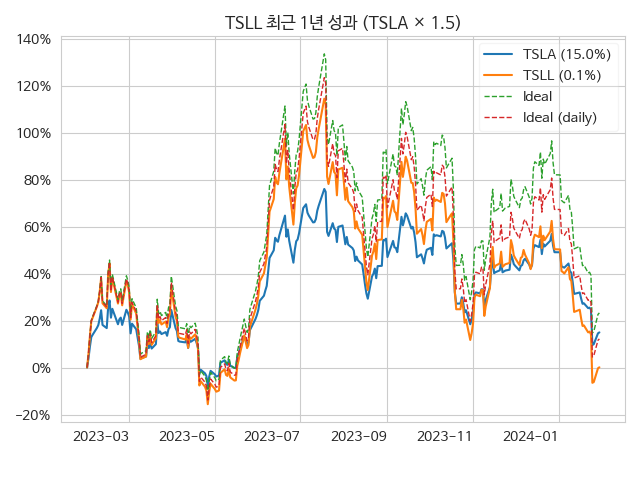 TSLL 최근 1년 성과 (TSLA × 1.5)
140%
120%
100%
80%
60%
40%
20%
0%
−20%
TSLA (15.0%)
TSLL (0.1%)
Ideal
Ideal (daily)
2023−03 2023−05 2023−07 2023−09 2023−11 2024−01